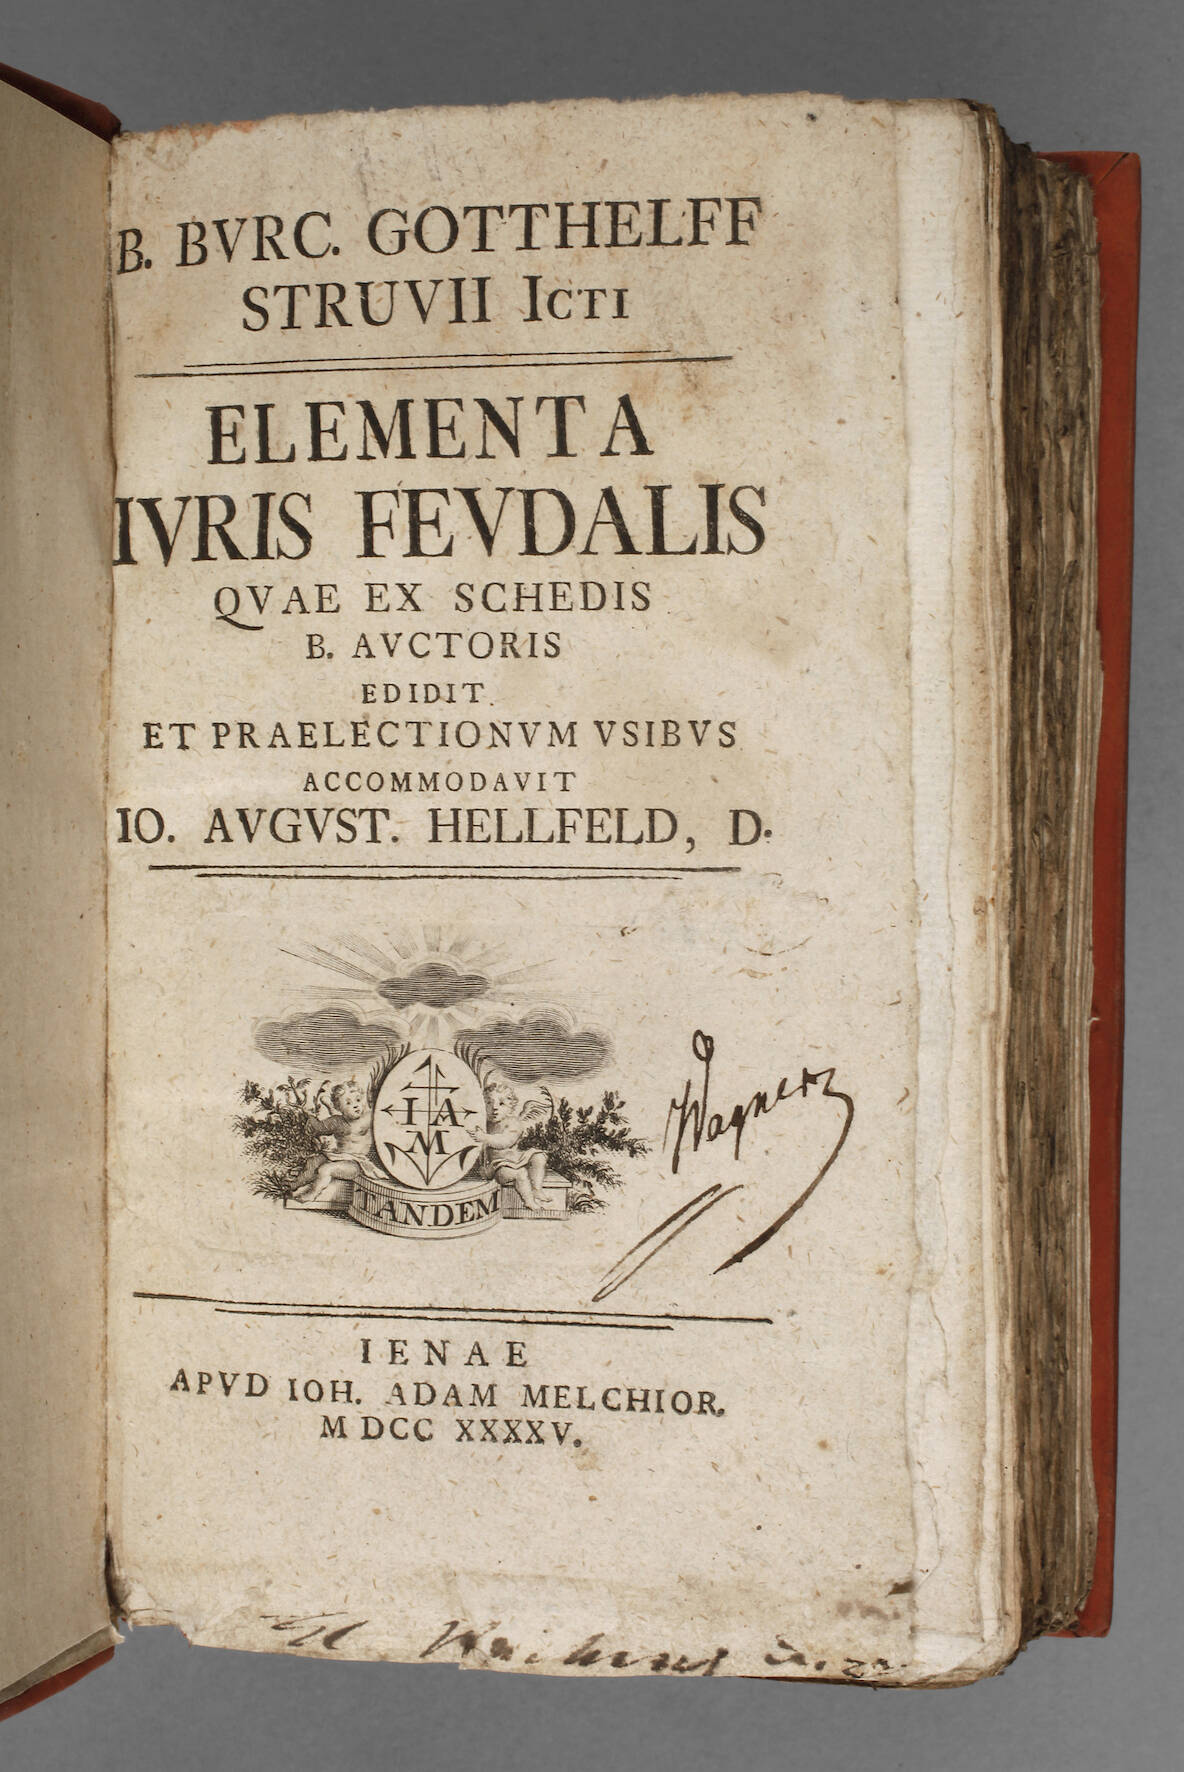 B. BVRC. GOTTHELFF
STRUVII ICTI
ELEMENTA
IVRIS FEVDALIS
QVAE EX SCHEDIS
B. AVCTORIS
EDIDIT
ET PRAELECTIONVM VSIBVS
ACCOMMODAVIT
IO. AVGVST. HELLFELD, D.
I A
M
TANDEM
Wagner
IENAE
APVD IOH. ADAM MELCHIOR.
M DCC XXXXV.